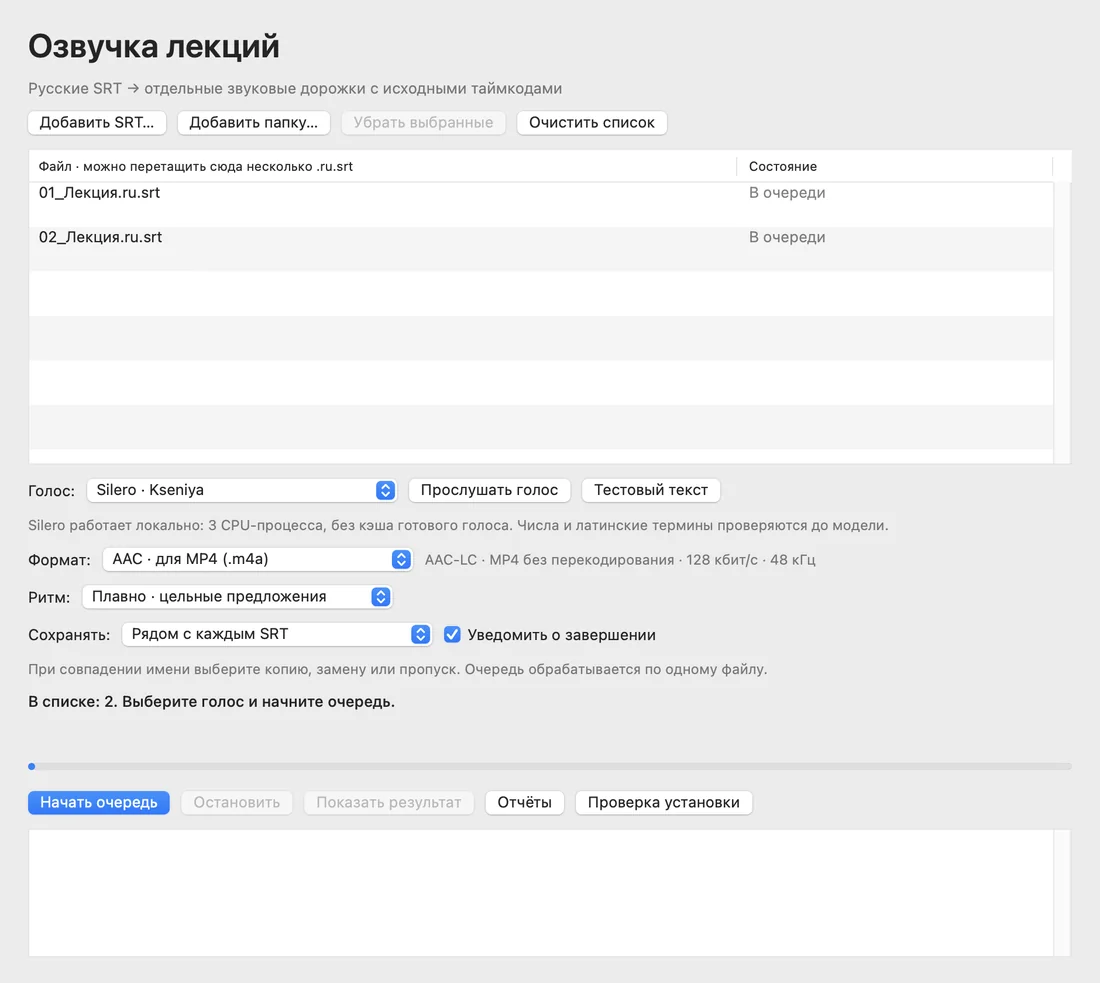 Озвучка лекций
Русские SRT → отдельные звуковые дорожки с исходными таймкодами
Добавить SRT... Добавить папку... Убрать выбранные Очистить список
Файл · можно перетащить сюда несколько .ru.srt Состояние
01_Лекция.ru.srt В очереди
02_Лекция.ru.srt В очереди
Голос: Silero · Kseniya Прослушать голос Тестовый текст
Silero работает локально: 3 CPU-процесса, без кэша готового голоса. Числа и латинские термины проверяются до модели.
Формат: AAC · для MP4 (.m4a) AAC-LC · MP4 без перекодирования · 128 кбит/с · 48 кГц
Ритм: Плавно · цельные предложения
Сохранять: Рядом с каждым SRT Уведомить о завершении
При совпадении имени выберите копию, замену или пропуск. Очередь обрабатывается по одному файлу.
В списке: 2. Выберите голос и начните очередь.
Начать очередь Остановить Показать результат Отчёты Проверка установки